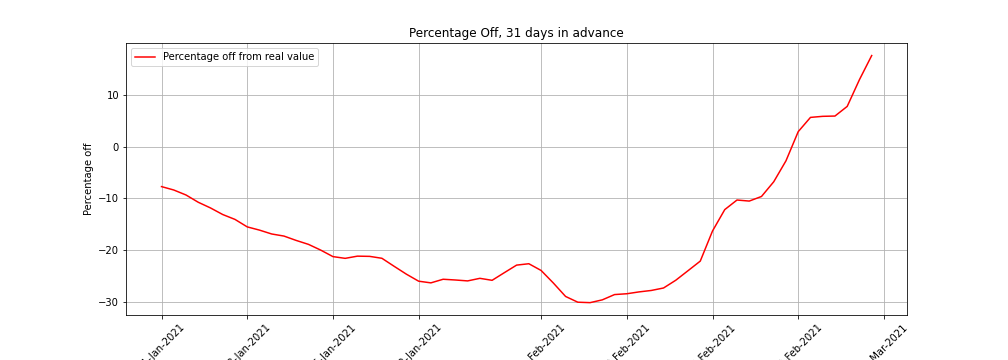 Percentage Off, 31 days in advance
Percentage off from real value
Percentage off
10
0
−10
−20
−30
-Jan-2021
-Jan-2021
-Jan-2021
-Jan-2021
Feb-2021
-Feb-2021
-Feb-2021
-Feb-2021
Mar-2021